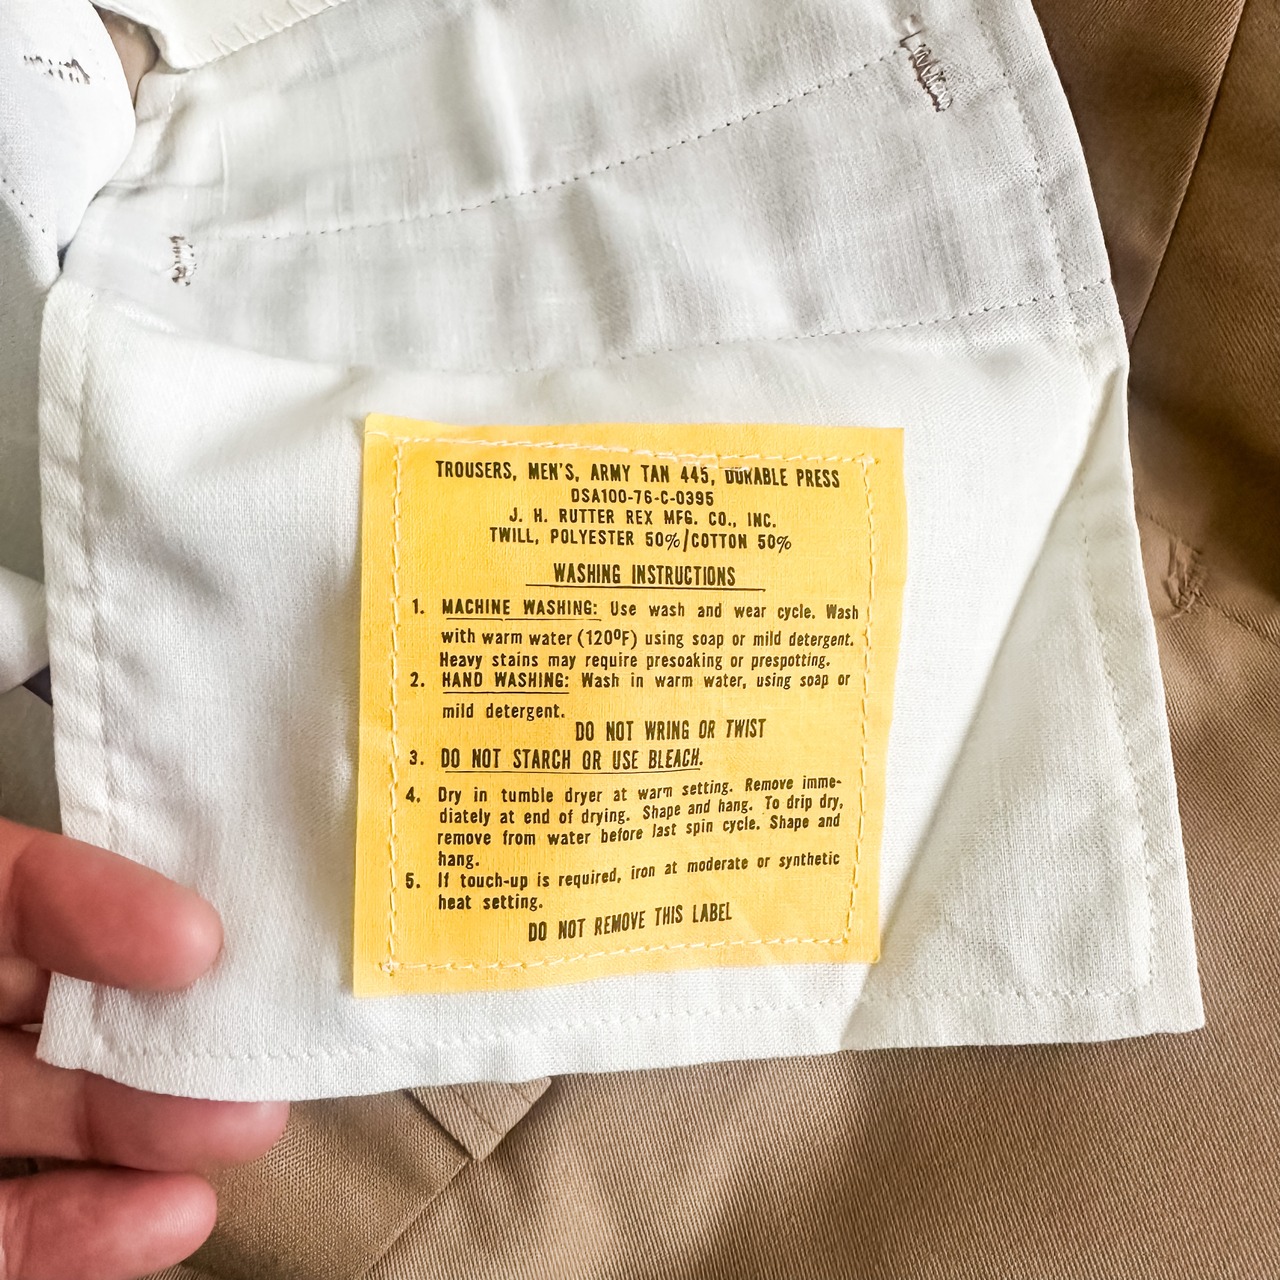 TROUSERS, MEN'S, ARMY TAN 445, DURABLE PRESS
DSA100-76-C-0395
J. H. RUTTER REX MFG. CO., INC.
TWILL, POLYESTER 50%/COTTON 50%
WASHING INSTRUCTIONS
1. MACHINE WASHING: Use wash and wear cycle. Wash
with warm water (120ºF) using soap or mild detergent.
Heavy stains may require presoaking or prespotting.
2. HAND WASHING: Wash in warm water, using soap or
mild detergent.
DO NOT WRING OR TWIST
3. DO NOT STARCH OR USE BLEACH.
4. Dry in tumble dryer at warm setting. Remove imme-
diately at end of drying. Shape and hang. To drip dry,
remove from water before last spin cycle. Shape and
hang.
5. If touch-up is required, iron at moderate or synthetic
heat setting.
DO NOT REMOVE THIS LABEL